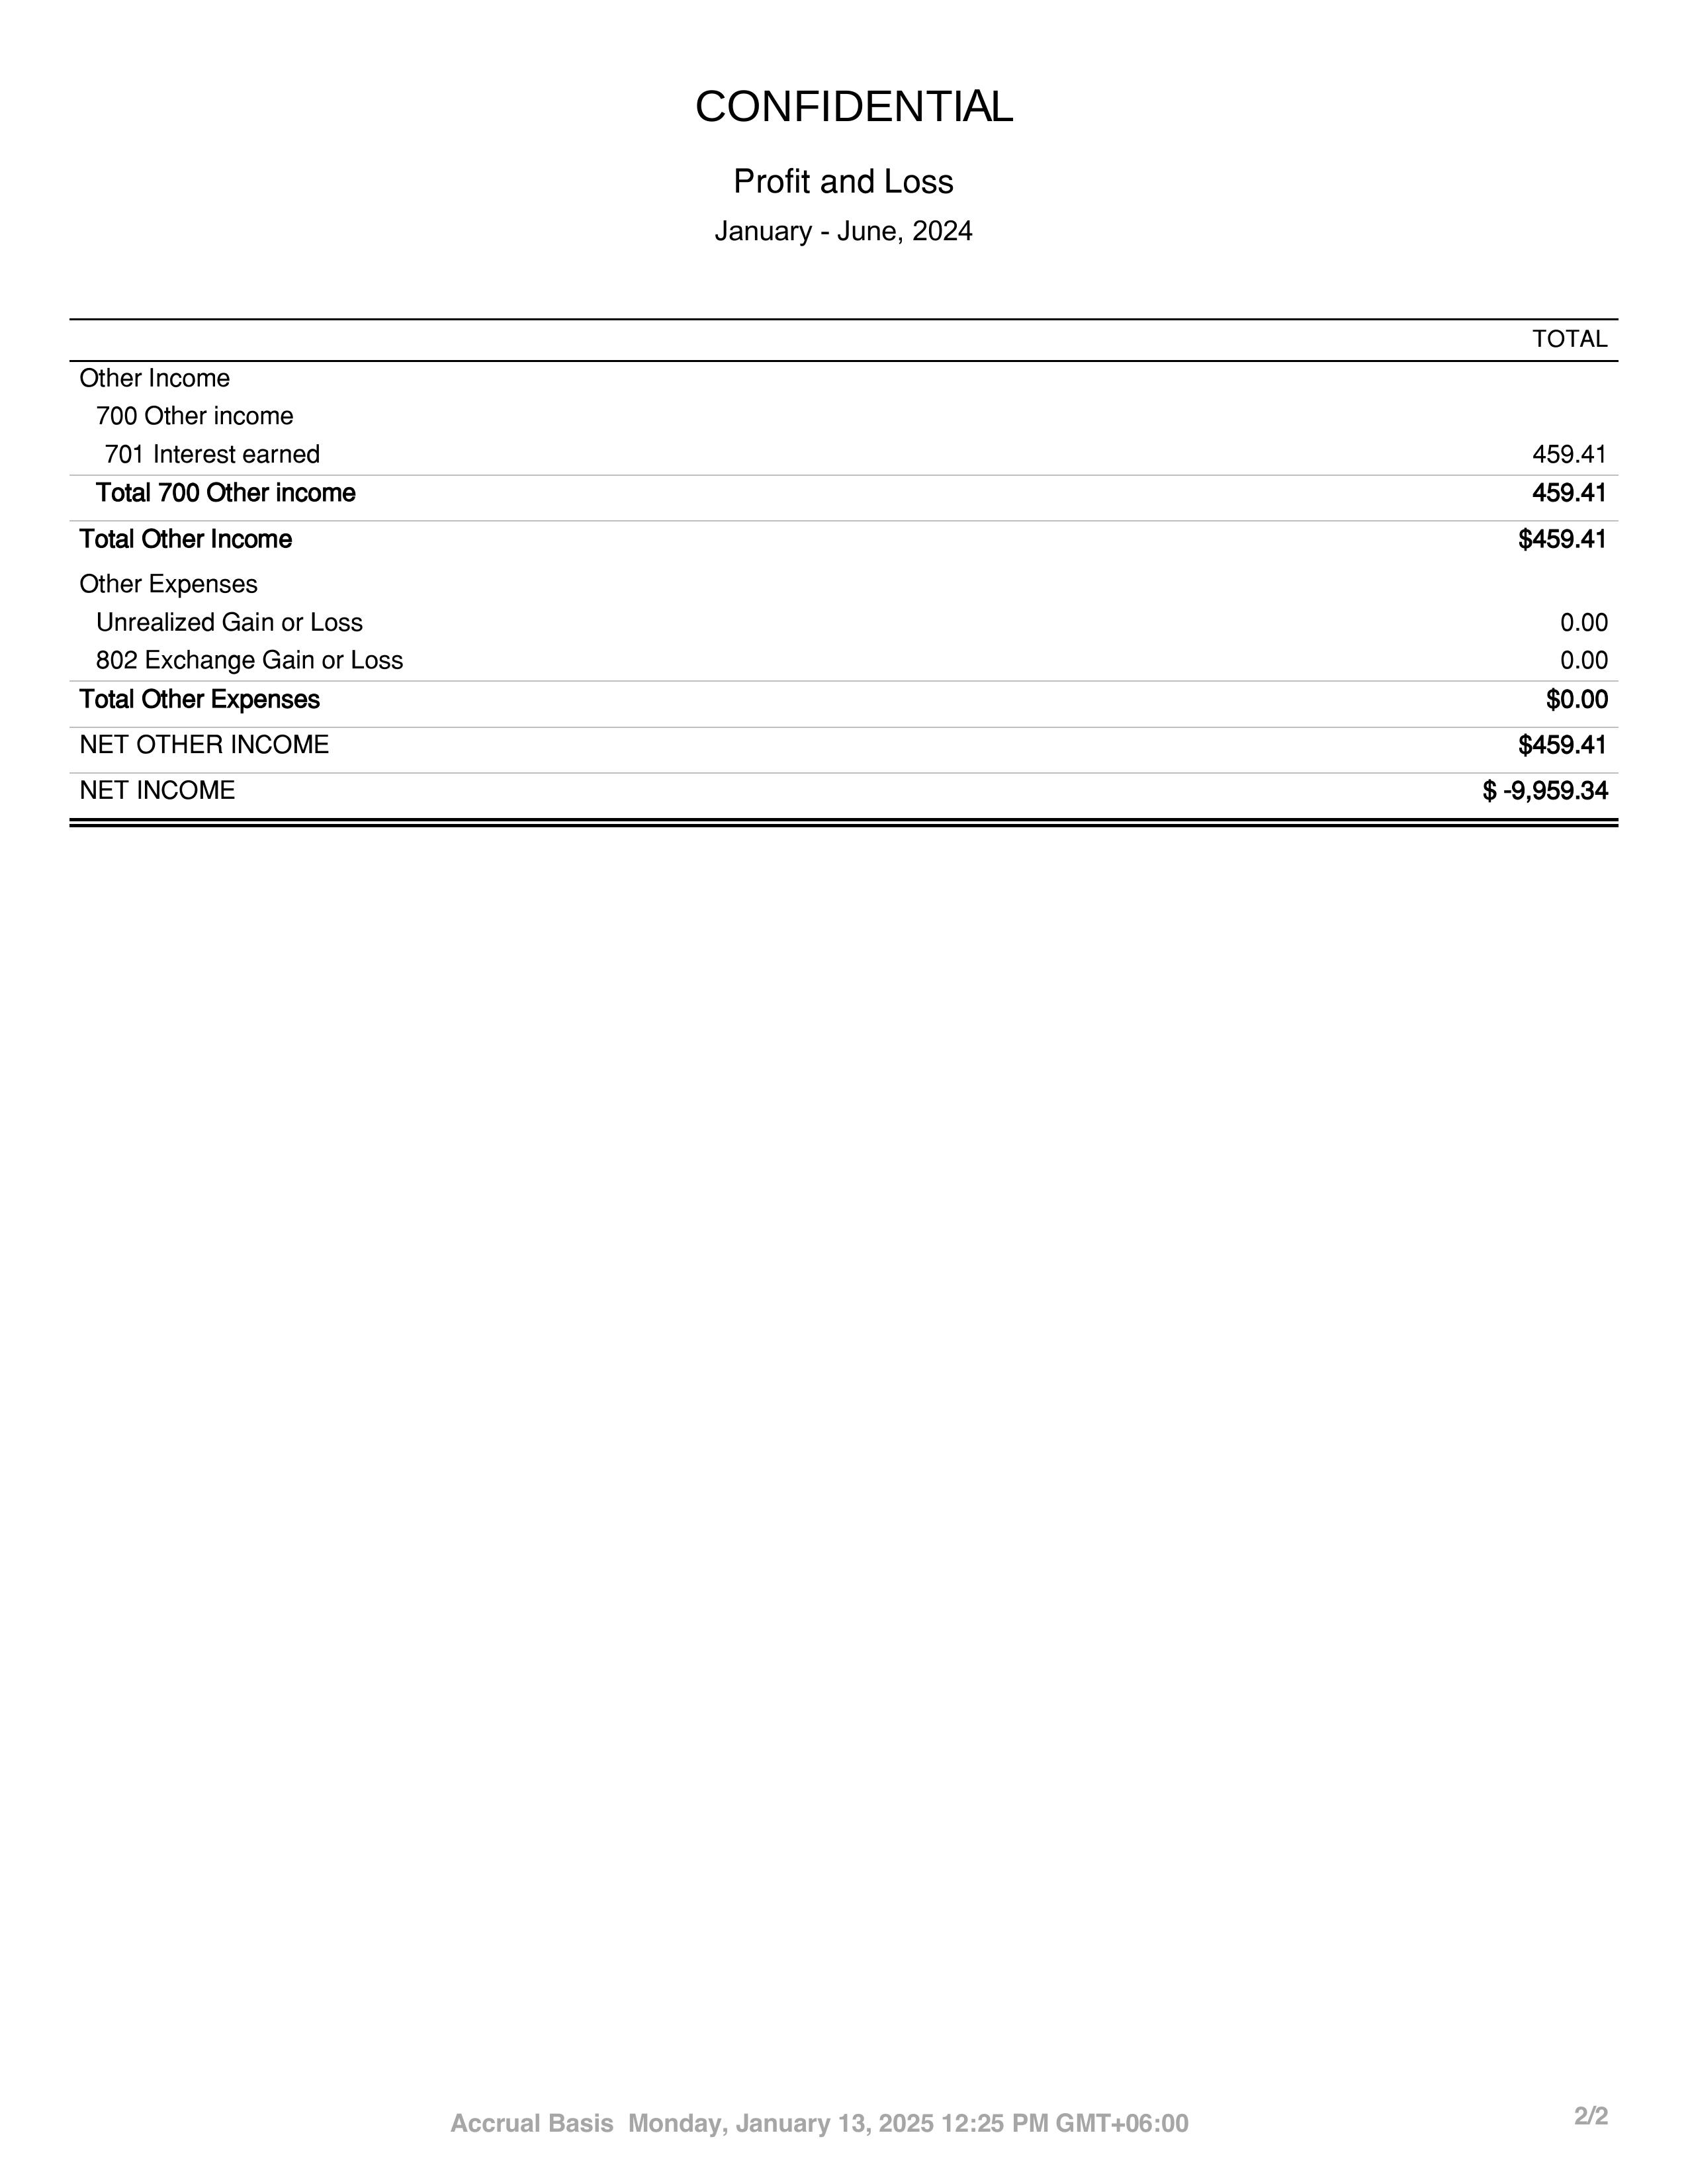 CONFIDENTIAL
Profit and Loss
January - June, 2024
TOTAL
Other Income
700 Other income
701 Interest earned 459.41
Total 700 Other income 459.41
Total Other Income $459.41
Other Expenses
Unrealized Gain or Loss 0.00
802 Exchange Gain or Loss 0.00
Total Other Expenses $0.00
NET OTHER INCOME $459.41
NET INCOME $ -9,959.34
Accrual Basis Monday, January 13, 2025 12:25 PM GMT+06:00 2/2